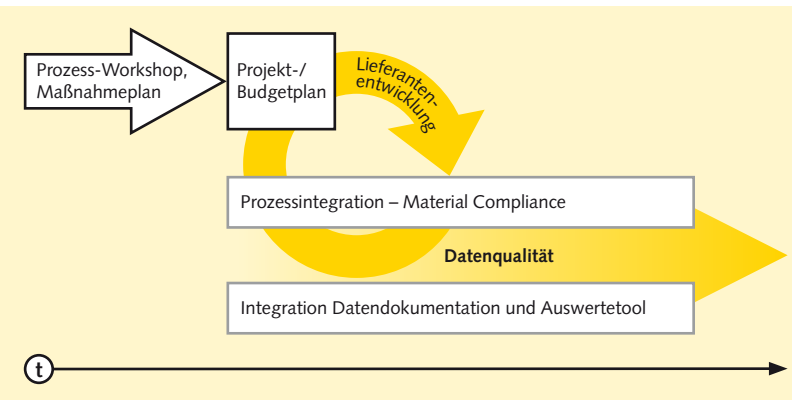 Prozess-Workshop,
Maßnahmeplan
Projekt-/
Budgetplan
Lieferanten-
entwicklung
Prozessintegration – Material Compliance
Datenqualität
Integration Datendokumentation und Auswertetool
t